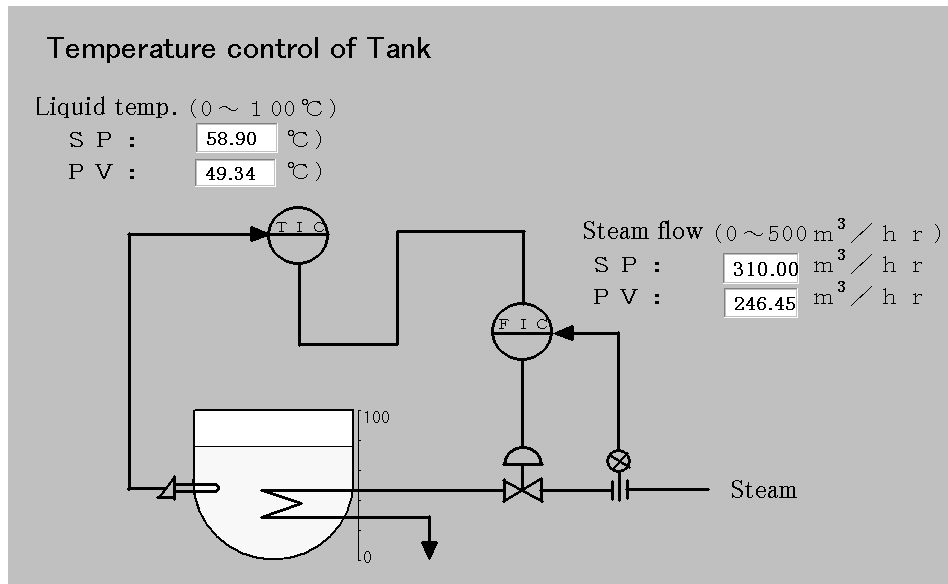 Temperature control of Tank
Liquid temp. (0～100℃)
SP: 58.90 ℃)
PV: 49.34 ℃)
TIC
Steam flow (0～500m³／hr)
SP: 310.00 m³／hr
PV: 246.45 m³／hr
FIC
100
Steam
0